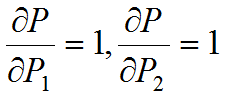 ∂P/∂P₁ = 1, ∂P/∂P₂ = 1